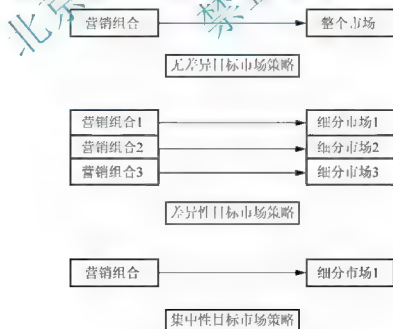 营销组合 整个市场
无差异目标市场策略
营销组合1 细分市场1
营销组合2 细分市场2
营销组合3 细分市场3
差异性目标市场策略
营销组合 细分市场1
集中性目标市场策略
北京
禁